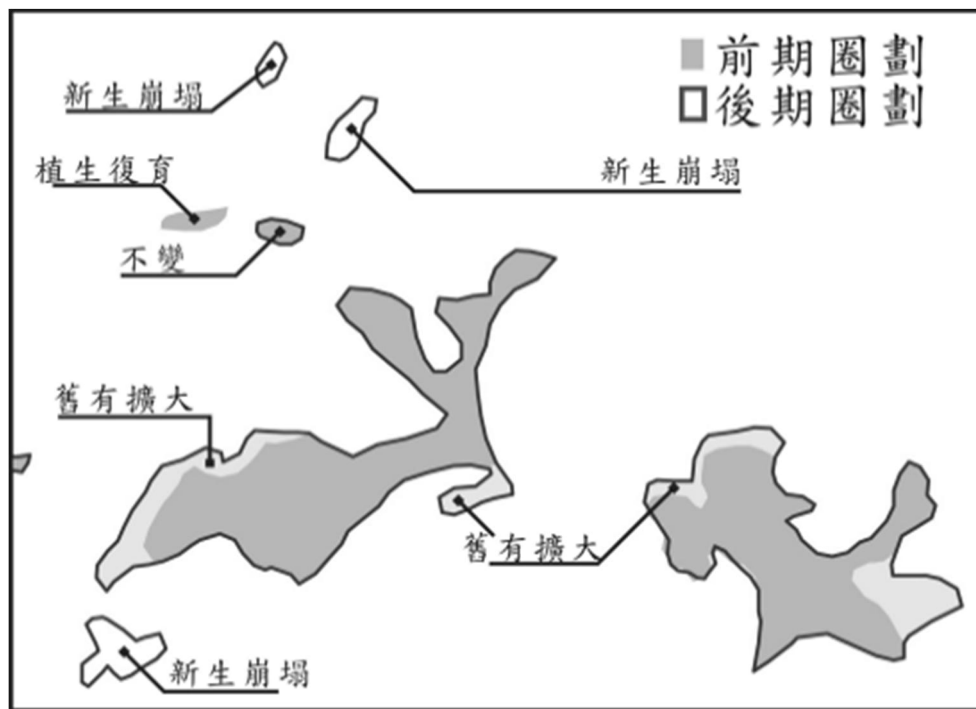 前期圈劃
後期圈劃
新生崩塌
新生崩塌
植生復育
不變
舊有擴大
舊有擴大
新生崩塌